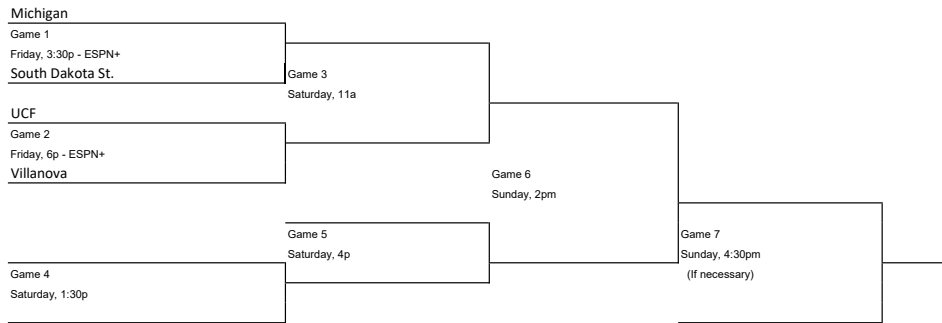 Michigan
Game 1
Friday, 3:30p - ESPN+
South Dakota St.
Game 3
Saturday, 11a
UCF
Game 2
Friday, 6p - ESPN+
Villanova
Game 6
Sunday, 2pm
Game 5
Saturday, 4p
Game 7
Sunday, 4:30pm
(If necessary)
Game 4
Saturday, 1:30p